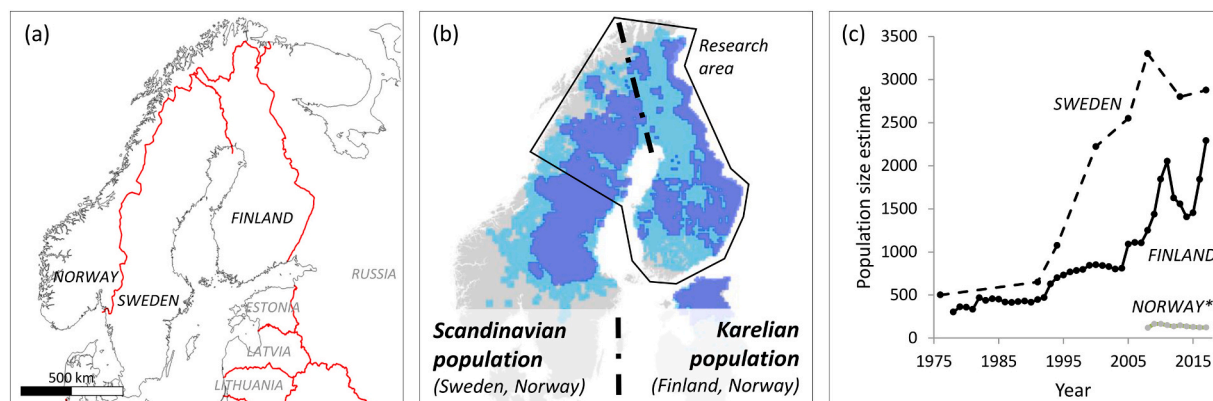 (a)
FINLAND
NORWAY
SWEDEN
RUSSIA
ESTONIA
LATVIA
LITHUANIA
500 km
(b)
Research
area
Scandinavian
population
(Sweden, Norway)
Karelian
population
(Finland, Norway)
(c)
Population size estimate
3500
3000
2500
2000
1500
1000
500
0
SWEDEN
FINLAND
NORWAY*
1975 1985 1995 2005 2015
Year